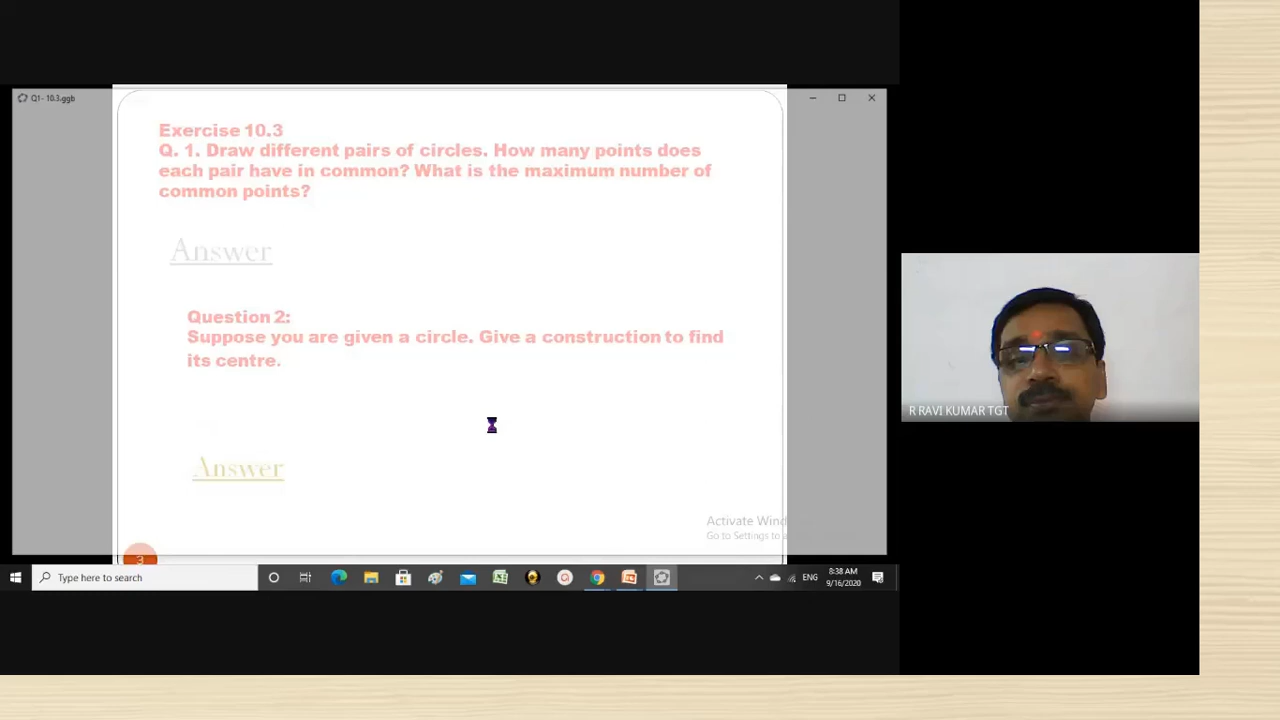 Q1- 10.3.ggb
Exercise 10.3
Q. 1. Draw different pairs of circles. How many points does
each pair have in common? What is the maximum number of
common points?
Answer
Question 2:
Suppose you are given a circle. Give a construction to find
its centre.
Answer
R RAVI KUMAR TGT
Activate Wind
Go to Settings to a
3
Type here to search
ENG
8:38 AM
9/16/2020